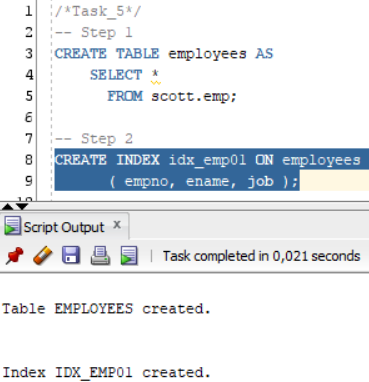 1 /*Task_5*/
2 -- Step 1
3 CREATE TABLE employees AS
4 SELECT *
5 FROM scott.emp;
6
7 -- Step 2
8 CREATE INDEX idx_emp01 ON employees
9 ( empno, ename, job );
10
Script Output x
Task completed in 0,021 seconds
Table EMPLOYEES created.
Index IDX_EMP01 created.